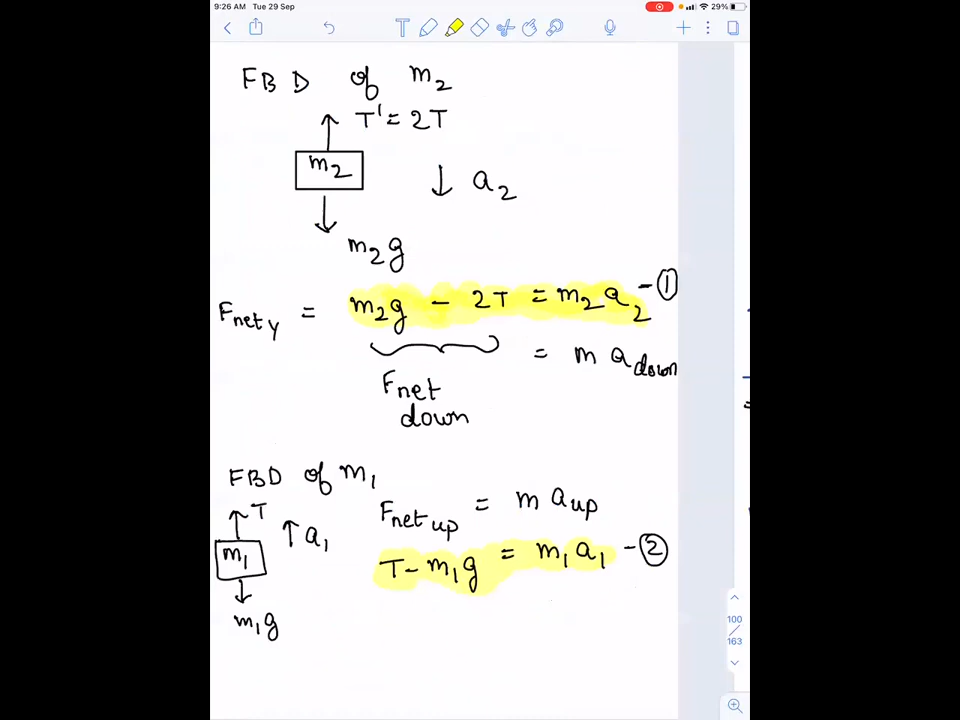 9:26 AM Tue 29 Sep
29%
T
FBD of m₂
T' = 2T
m₂
↓ a₂
m₂g
Fnet y = m₂g − 2T = m₂a₂ − ①
= m a down
Fnet
down
FBD of m₁
T
↑ a₁
Fnet up = m a up
m₁
T − m₁g = m₁a₁ − ②
m₁g
100
/
163